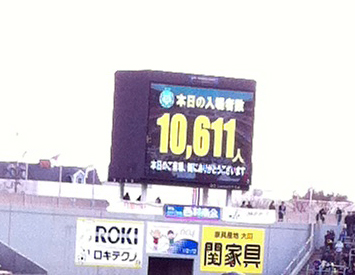 本日の入場者数
10,611人
本日のご来場、誠にありがとうございます
ROKI
ロキテクノ
家具産地 大川
関家具